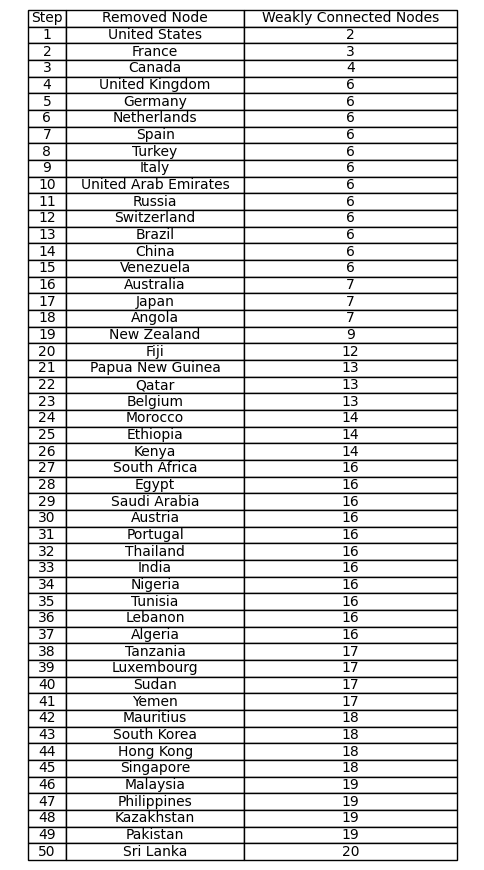 Step Removed Node Weakly Connected Nodes
1 United States 2
2 France 3
3 Canada 4
4 United Kingdom 6
5 Germany 6
6 Netherlands 6
7 Spain 6
8 Turkey 6
9 Italy 6
10 United Arab Emirates 6
11 Russia 6
12 Switzerland 6
13 Brazil 6
14 China 6
15 Venezuela 6
16 Australia 7
17 Japan 7
18 Angola 7
19 New Zealand 9
20 Fiji 12
21 Papua New Guinea 13
22 Qatar 13
23 Belgium 13
24 Morocco 14
25 Ethiopia 14
26 Kenya 14
27 South Africa 16
28 Egypt 16
29 Saudi Arabia 16
30 Austria 16
31 Portugal 16
32 Thailand 16
33 India 16
34 Nigeria 16
35 Tunisia 16
36 Lebanon 16
37 Algeria 16
38 Tanzania 17
39 Luxembourg 17
40 Sudan 17
41 Yemen 17
42 Mauritius 18
43 South Korea 18
44 Hong Kong 18
45 Singapore 18
46 Malaysia 19
47 Philippines 19
48 Kazakhstan 19
49 Pakistan 19
50 Sri Lanka 20